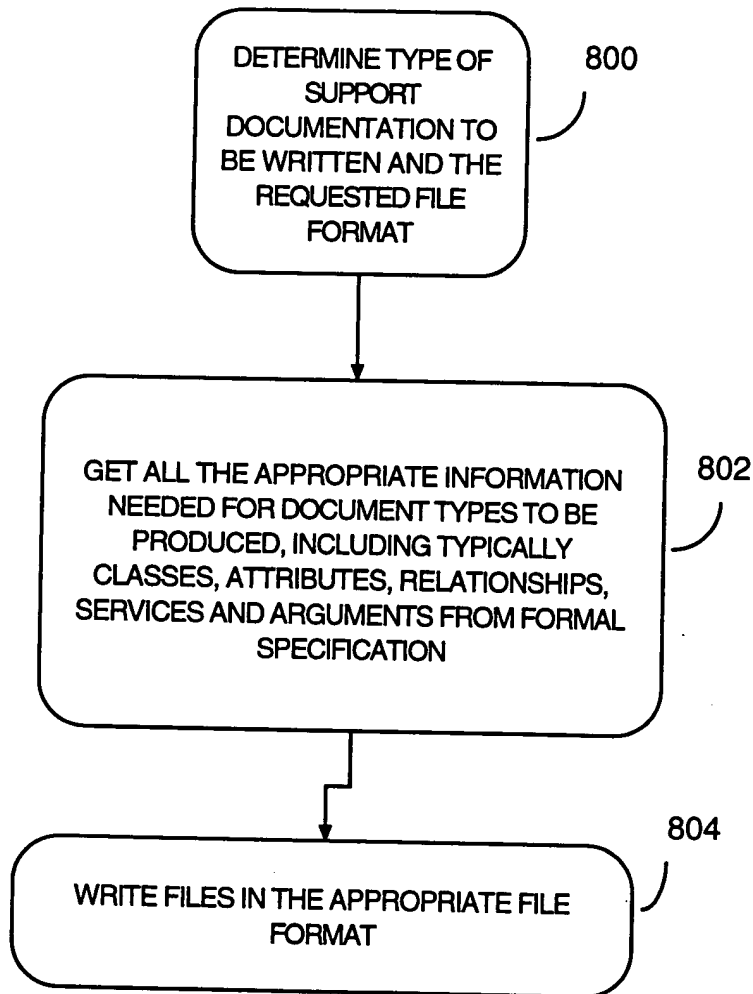 DETERMINE TYPE OF
SUPPORT
DOCUMENTATION TO
BE WRITTEN AND THE
REQUESTED FILE
FORMAT
800
GET ALL THE APPROPRIATE INFORMATION
NEEDED FOR DOCUMENT TYPES TO BE
PRODUCED, INCLUDING TYPICALLY
CLASSES, ATTRIBUTES, RELATIONSHIPS,
SERVICES AND ARGUMENTS FROM FORMAL
SPECIFICATION
802
WRITE FILES IN THE APPROPRIATE FILE
FORMAT
804